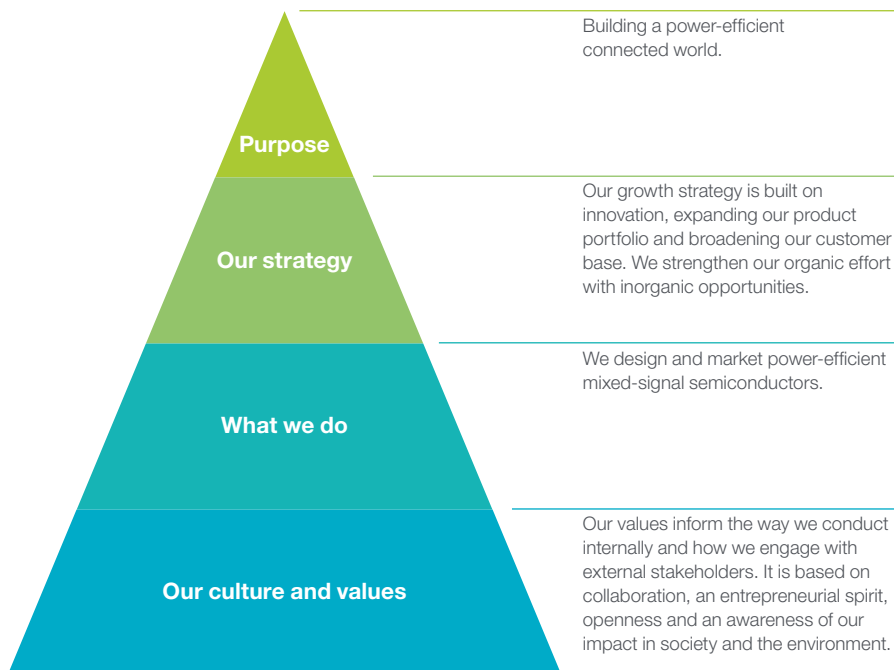 Purpose
Building a power-efficient
connected world.
Our strategy
Our growth strategy is built on
innovation, expanding our product
portfolio and broadening our customer
base. We strengthen our organic effort
with inorganic opportunities.
What we do
We design and market power-efficient
mixed-signal semiconductors.
Our culture and values
Our values inform the way we conduct
internally and how we engage with
external stakeholders. It is based on
collaboration, an entrepreneurial spirit,
openness and an awareness of our
impact in society and the environment.